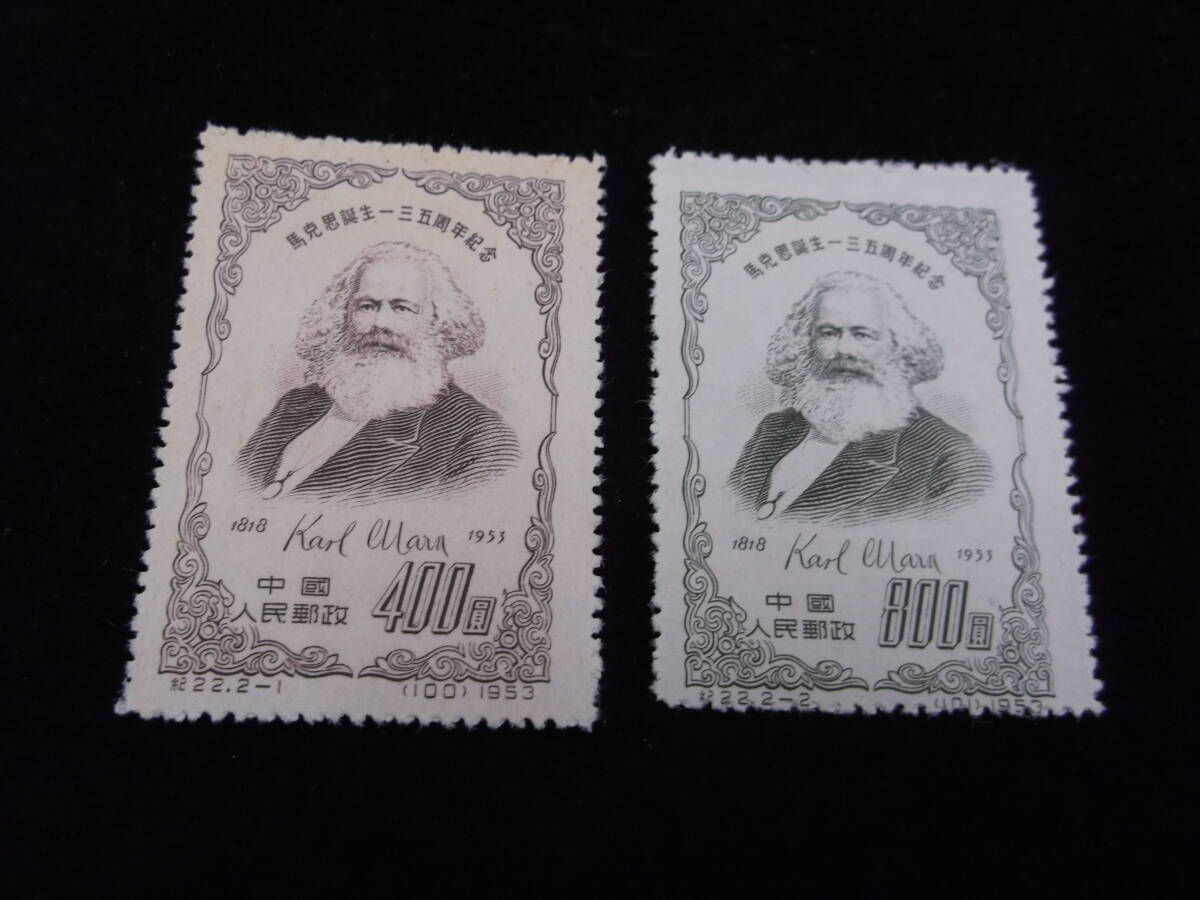 馬克思誕生一三五周年紀念
1818 Karl Marx 1953
中國
人民郵政 400圓
紀22.2-1 (100) 1953
馬克思誕生一三五周年紀念
1818 Karl Marx 1953
中國
人民郵政 800圓
紀22.2-2 (101) 1953